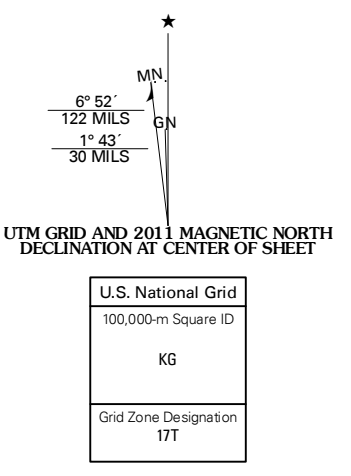 ★
MN
6° 52´
122 MILS
GN
1° 43´
30 MILS
UTM GRID AND 2011 MAGNETIC NORTH
DECLINATION AT CENTER OF SHEET
U.S. National Grid
100,000-m Square ID
KG
Grid Zone Designation
17T